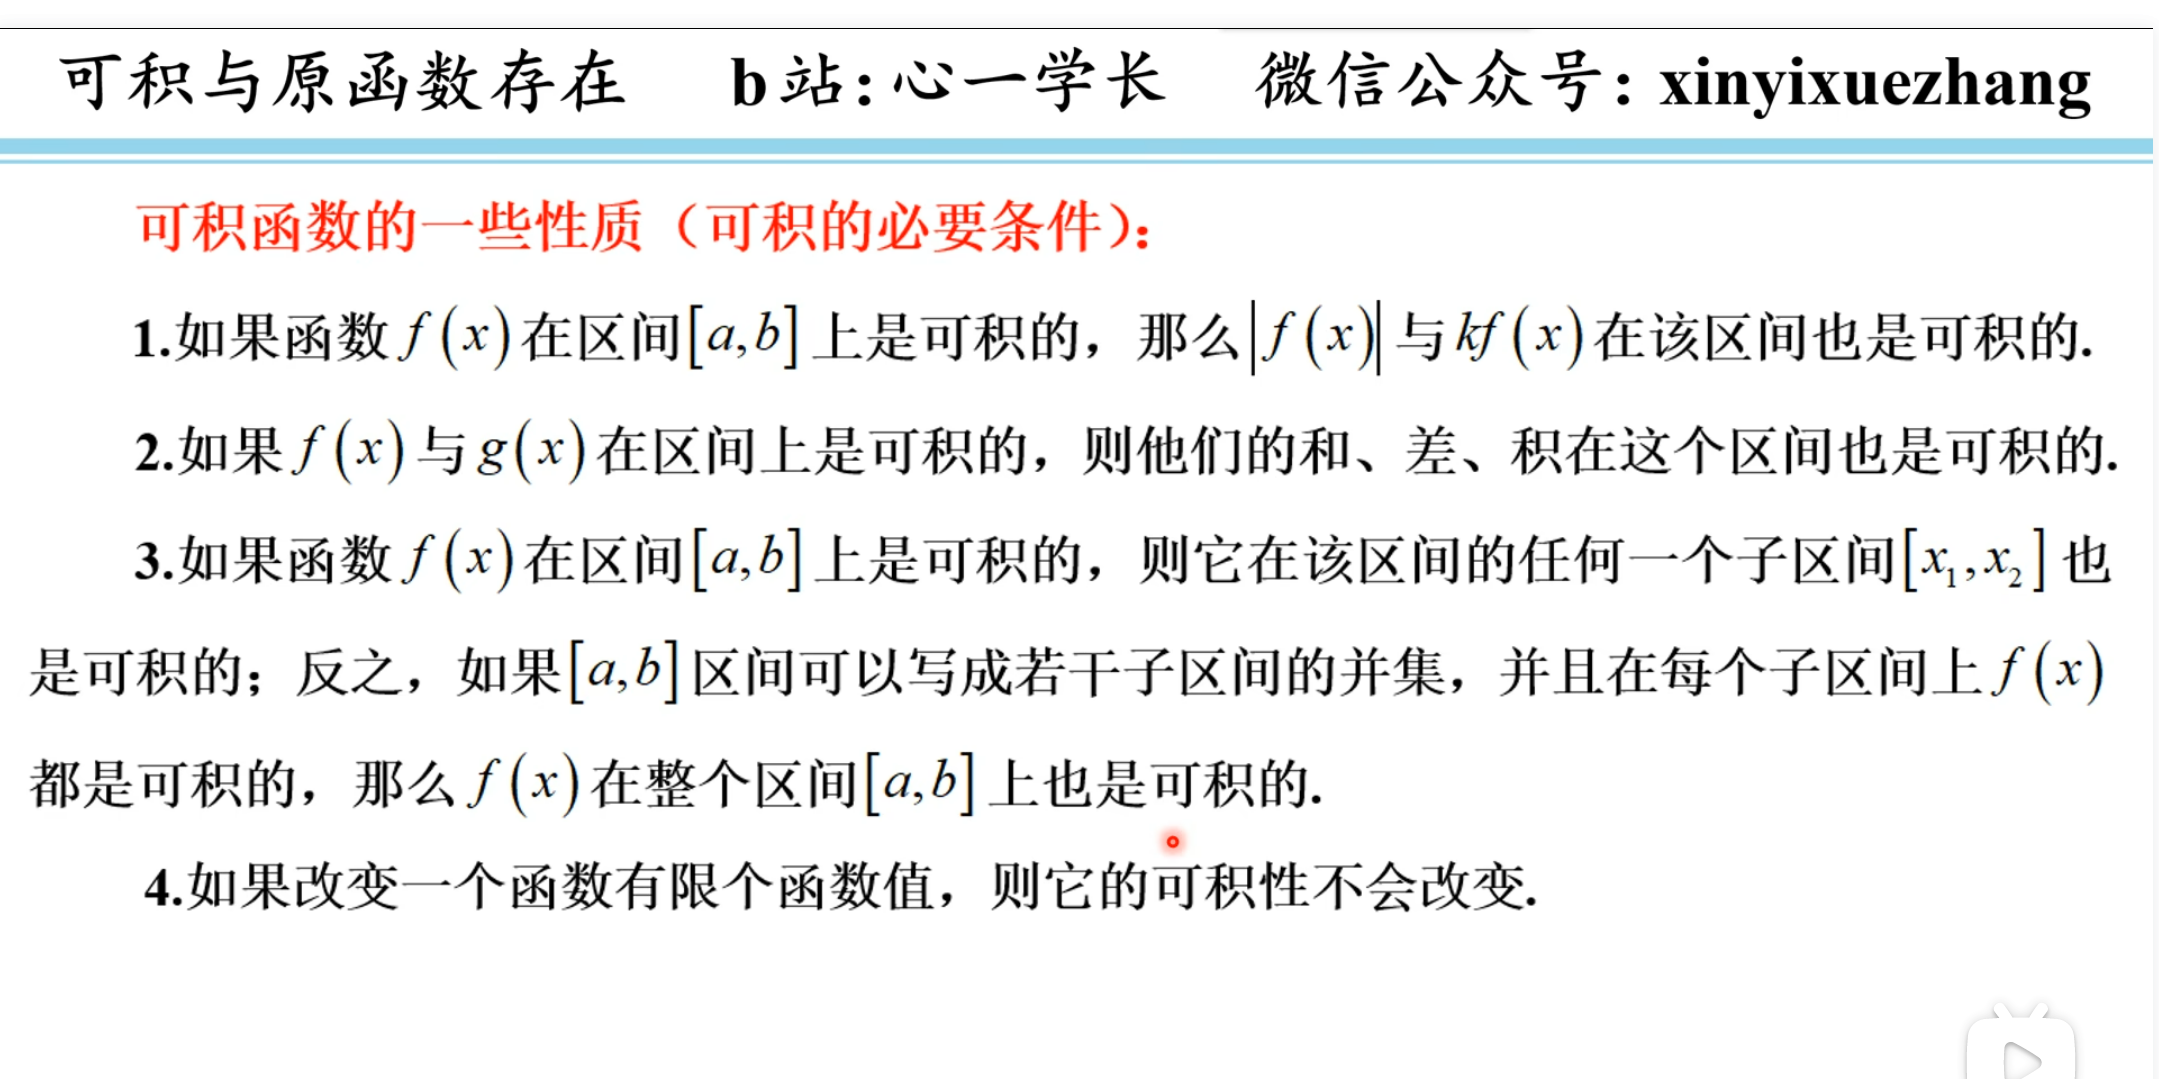 可积与原函数存在 b站：心一学长 微信公众号：xinyixuezhang
可积函数的一些性质（可积的必要条件）：
1.如果函数f(x)在区间[a,b]上是可积的，那么|f(x)|与kf(x)在该区间也是可积的.
2.如果f(x)与g(x)在区间上是可积的，则他们的和、差、积在这个区间也是可积的.
3.如果函数f(x)在区间[a,b]上是可积的，则它在该区间的任何一个子区间[x₁,x₂]也
是可积的；反之，如果[a,b]区间可以写成若干子区间的并集，并且在每个子区间上f(x)
都是可积的，那么f(x)在整个区间[a,b]上也是可积的.
4.如果改变一个函数有限个函数值，则它的可积性不会改变.